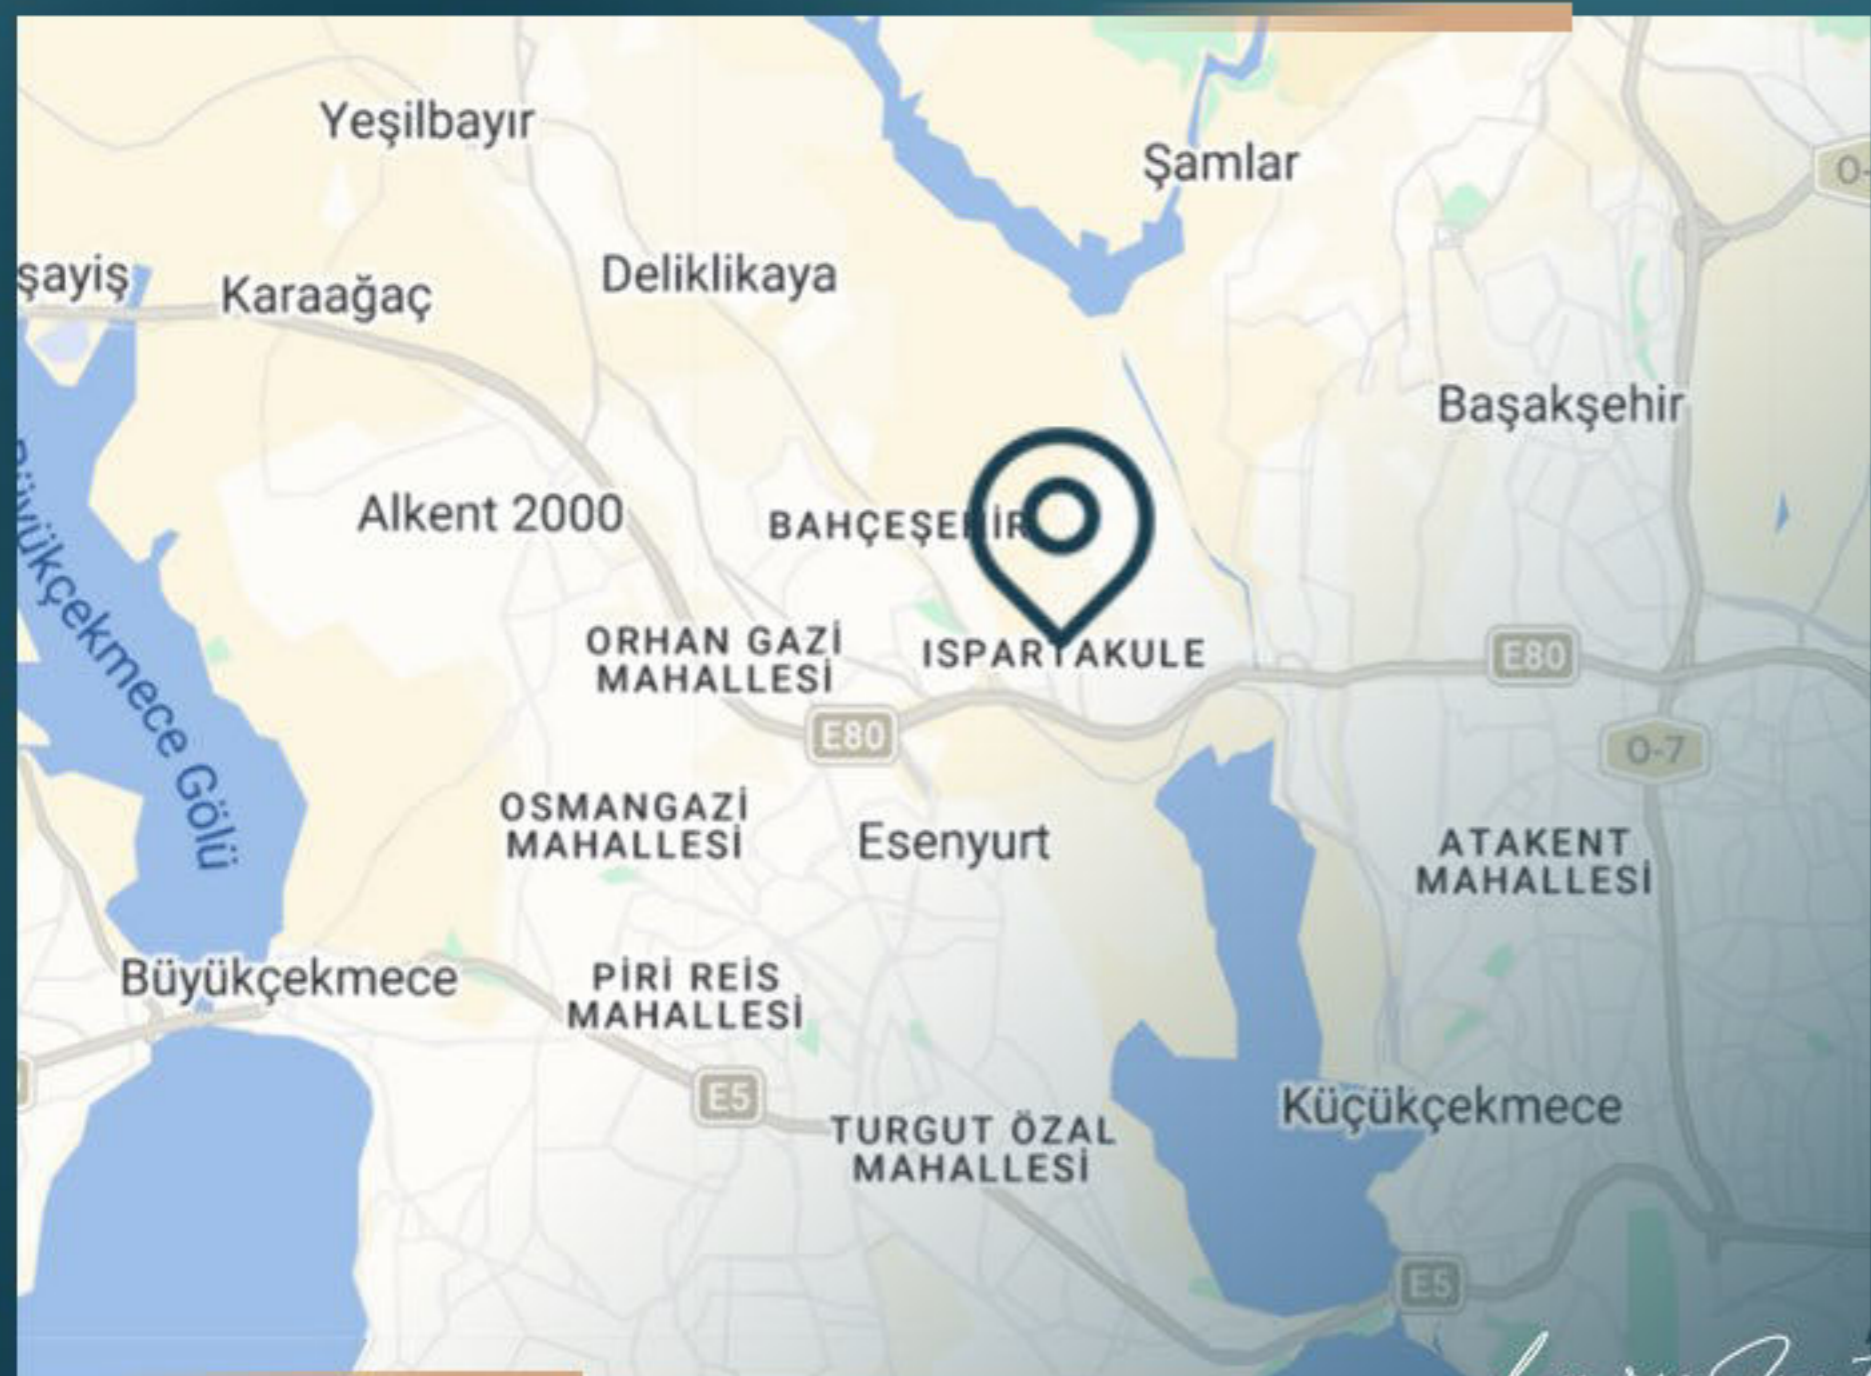 Yeşilbayır
Şamlar
şayiş
Karaağaç
Deliklikaya
Başakşehir
Alkent 2000
BAHÇEŞEHİR
Büyükçekmece Gölü
ORHAN GAZİ
MAHALLESİ
ISPARTAKULE
E80
E80
O-7
OSMANGAZİ
MAHALLESİ
Esenyurt
ATAKENT
MAHALLESİ
Büyükçekmece
PİRİ REİS
MAHALLESİ
E5
Küçükçekmece
TURGUT ÖZAL
MAHALLESİ
E5